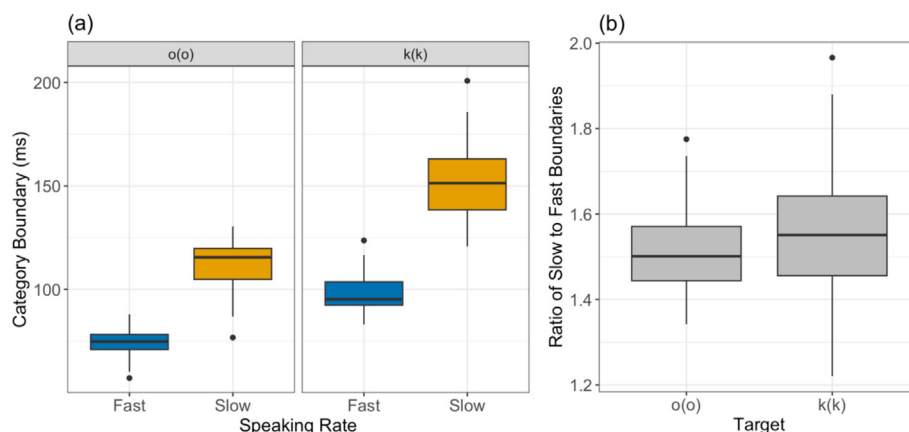 (a)
o(o) k(k)
Category Boundary (ms)
200
150
100
Fast Slow Fast Slow
Speaking Rate
(b)
Ratio of Slow to Fast Boundaries
2.0
1.8
1.6
1.4
1.2
o(o) k(k)
Target